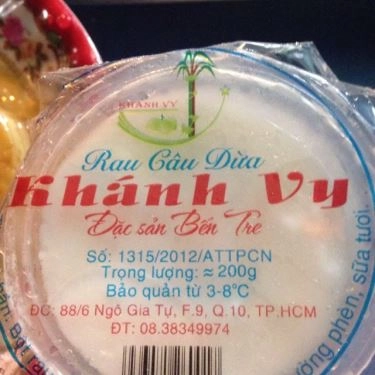 KHÁNH VY
Rau Câu Dừa
Khánh Vy
Đặc sản Bến Tre
Số: 1315/2012/ATTPCN
Trọng lượng: ≈ 200g
Bảo quản từ 3-8°C
ĐC: 88/6 Ngô Gia Tự, F.9, Q.10, TP.HCM
ĐT: 08.38349974
phèn, sữa tươi.